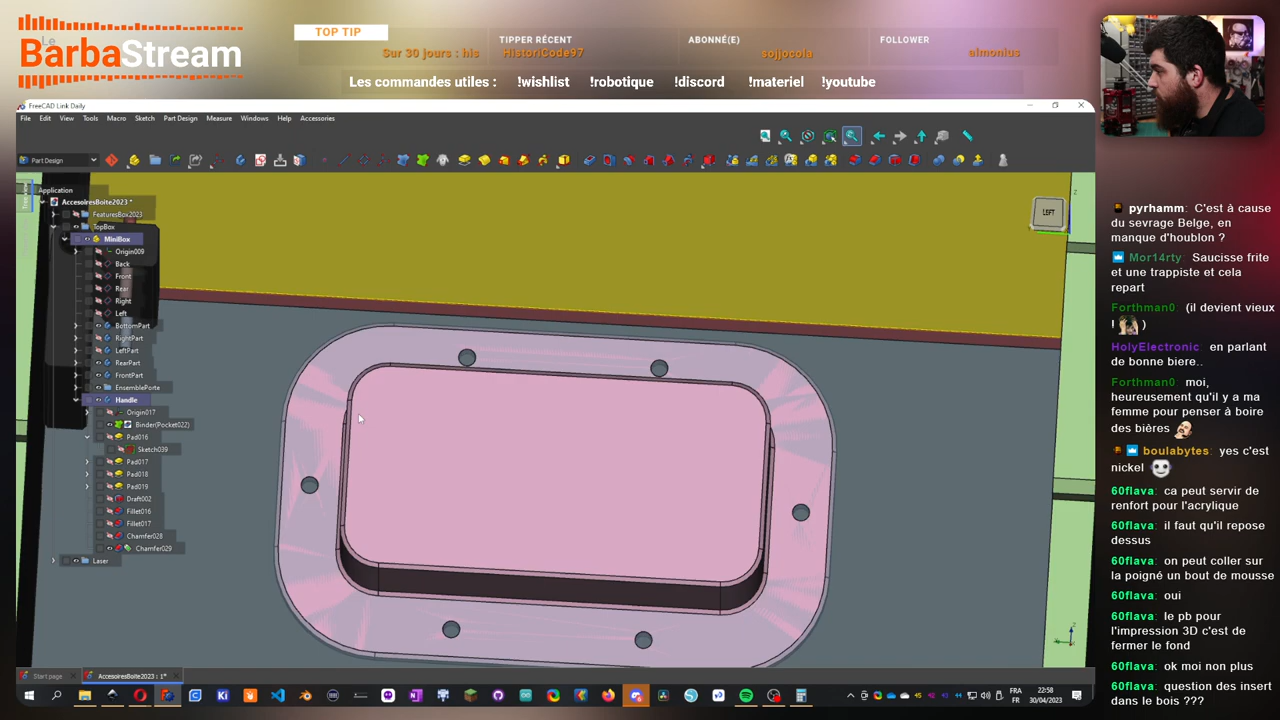 Le
BarbaStream
TOP TIP
Sur 30 jours : his
TIPPER RÉCENT
HistoriCode97
ABONNÉ(E)
sojjocola
FOLLOWER
almonius
Les commandes utiles : !wishlist !robotique !discord !materiel !youtube
FreeCAD Link Daily
File Edit View Tools Macro Sketch Part Design Measure Windows Help Accessories
Part Design
Application
AccesoiresBoite2023 *
FeaturesBox2023
TopBox
MiniBox
Origin009
Back
Front
Rear
Right
Left
BottomPart
RightPart
LeftPart
RearPart
FrontPart
EnsemblePorte
Handle
Origin017
Binder(Pocket022)
Pad016
Sketch039
Pad017
Pad018
Pad019
Draft002
Fillet016
Fillet017
Chamfer028
Chamfer029
Laser
LEFT
Z
Start page
AccesoiresBoite2023 : 1*
FRA
FR
22:58
30/04/2023
pyrhamm: C'est à cause
du sevrage Belge, en
manque d'houblon ?
Mor14rty: Saucisse frite
et une trappiste et cela
repart
Forthman0: (il devient vieux
! )
HolyElectronic: en parlant
de bonne bière..
Forthman0: moi,
heureusement qu'il y a ma
femme pour penser à boire
des bières
boulabytes: yes c'est
nickel
60flava: ca peut servir de
renfort pour l'acrylique
60flava: il faut qu'il repose
dessus
60flava: on peut coller sur
la poigné un bout de mousse
60flava: oui
60flava: le pb pour
l'impression 3D c'est de
fermer le fond
60flava: ok moi non plus
60flava: question des insert
dans le bois ???